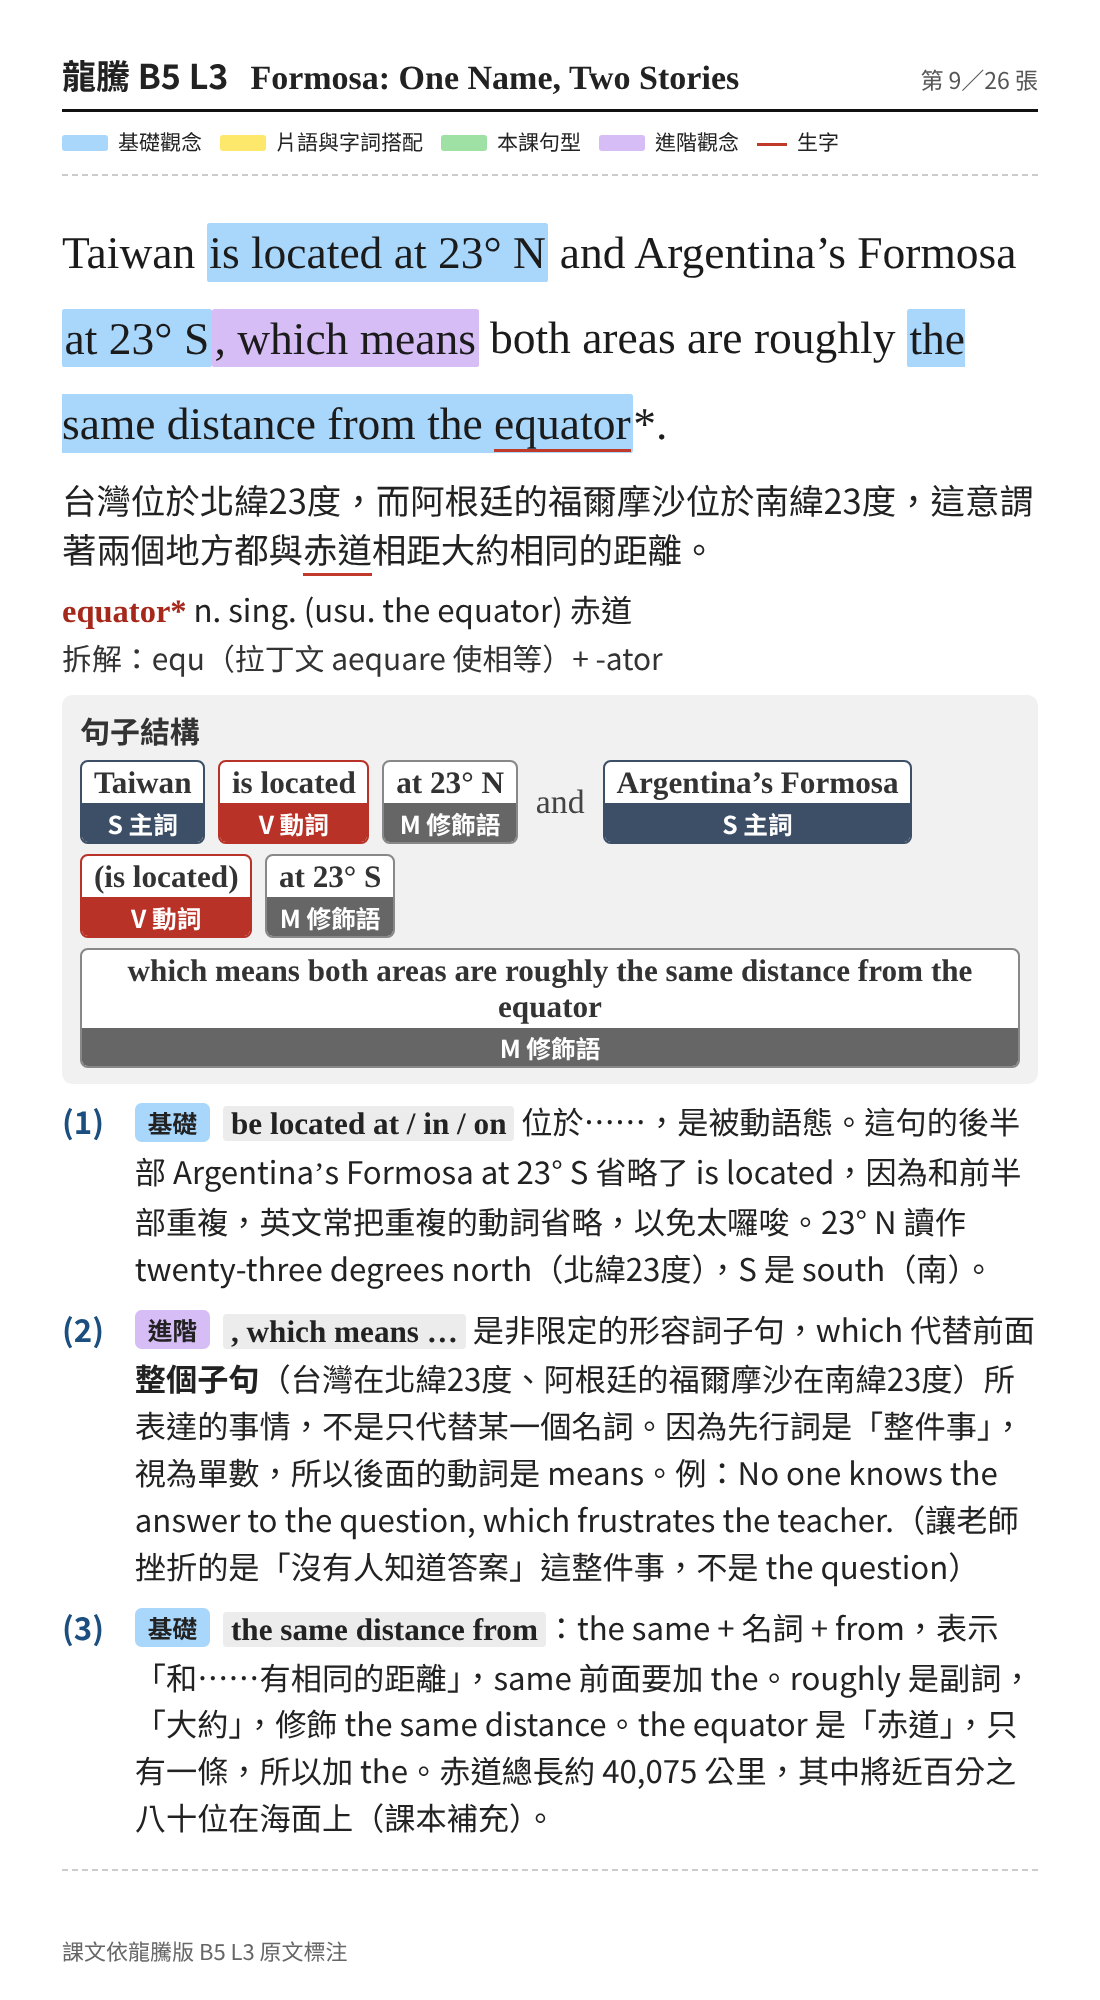 龍騰 B5 L3 Formosa: One Name, Two Stories 第 9／26 張
基礎觀念 片語與字詞搭配 本課句型 進階觀念 生字
Taiwan is located at 23° N and Argentina’s Formosa
at 23° S, which means both areas are roughly the
same distance from the equator*.
台灣位於北緯23度，而阿根廷的福爾摩沙位於南緯23度，這意謂
著兩個地方都與赤道相距大約相同的距離。
equator* n. sing. (usu. the equator) 赤道
拆解：equ（拉丁文 aequare 使相等）+ -ator
句子結構
Taiwan is located at 23° N and Argentina’s Formosa
S 主詞 V 動詞 M 修飾語 S 主詞
(is located) at 23° S
V 動詞 M 修飾語
which means both areas are roughly the same distance from the
equator
M 修飾語
(1) 基礎 be located at / in / on 位於……，是被動語態。這句的後半
部 Argentina’s Formosa at 23° S 省略了 is located，因為和前半
部重複，英文常把重複的動詞省略，以免太囉唆。23° N 讀作
twenty-three degrees north（北緯23度），S 是 south（南）。
(2) 進階 , which means … 是非限定的形容詞子句，which 代替前面
整個子句（台灣在北緯23度、阿根廷的福爾摩沙在南緯23度）所
表達的事情，不是只代替某一個名詞。因為先行詞是「整件事」，
視為單數，所以後面的動詞是 means。例：No one knows the
answer to the question, which frustrates the teacher.（讓老師
挫折的是「沒有人知道答案」這整件事，不是 the question）
(3) 基礎 the same distance from：the same + 名詞 + from，表示
「和……有相同的距離」，same 前面要加 the。roughly 是副詞，
「大約」，修飾 the same distance。the equator 是「赤道」，只
有一條，所以加 the。赤道總長約 40,075 公里，其中將近百分之
八十位在海面上（課本補充）。
課文依龍騰版 B5 L3 原文標注